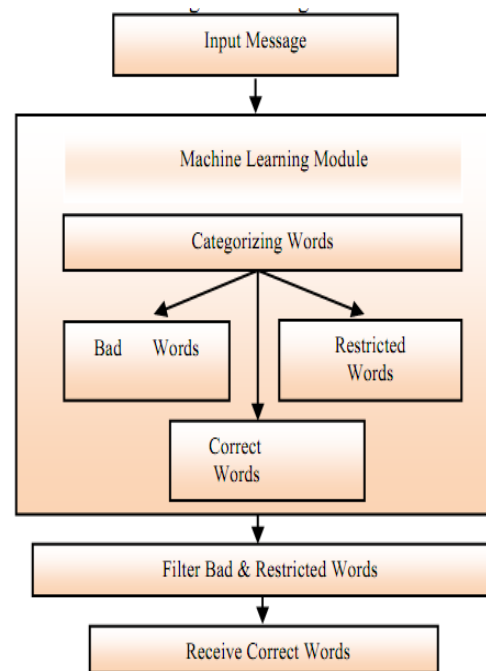 Input Message
Machine Learning Module
Categorizing Words
Bad Words
Restricted
Words
Correct
Words
Filter Bad & Restricted Words
Receive Correct Words